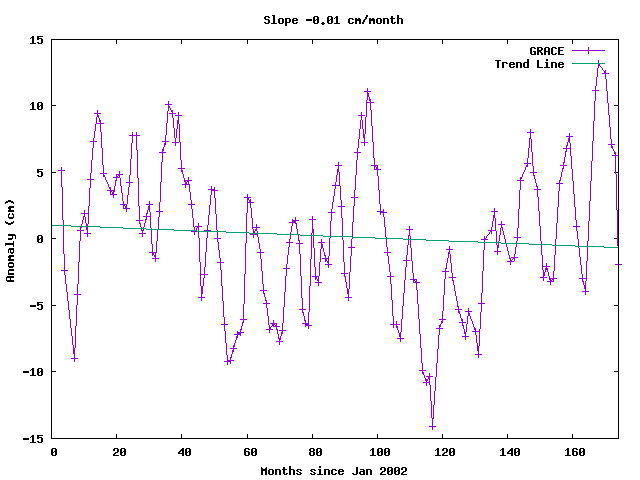 Slope -0.01 cm/month
15
GRACE
Trend Line
10
5
0
-5
-10
-15
Anomaly (cm)
0 20 40 60 80 100 120 140 160
Months since Jan 2002